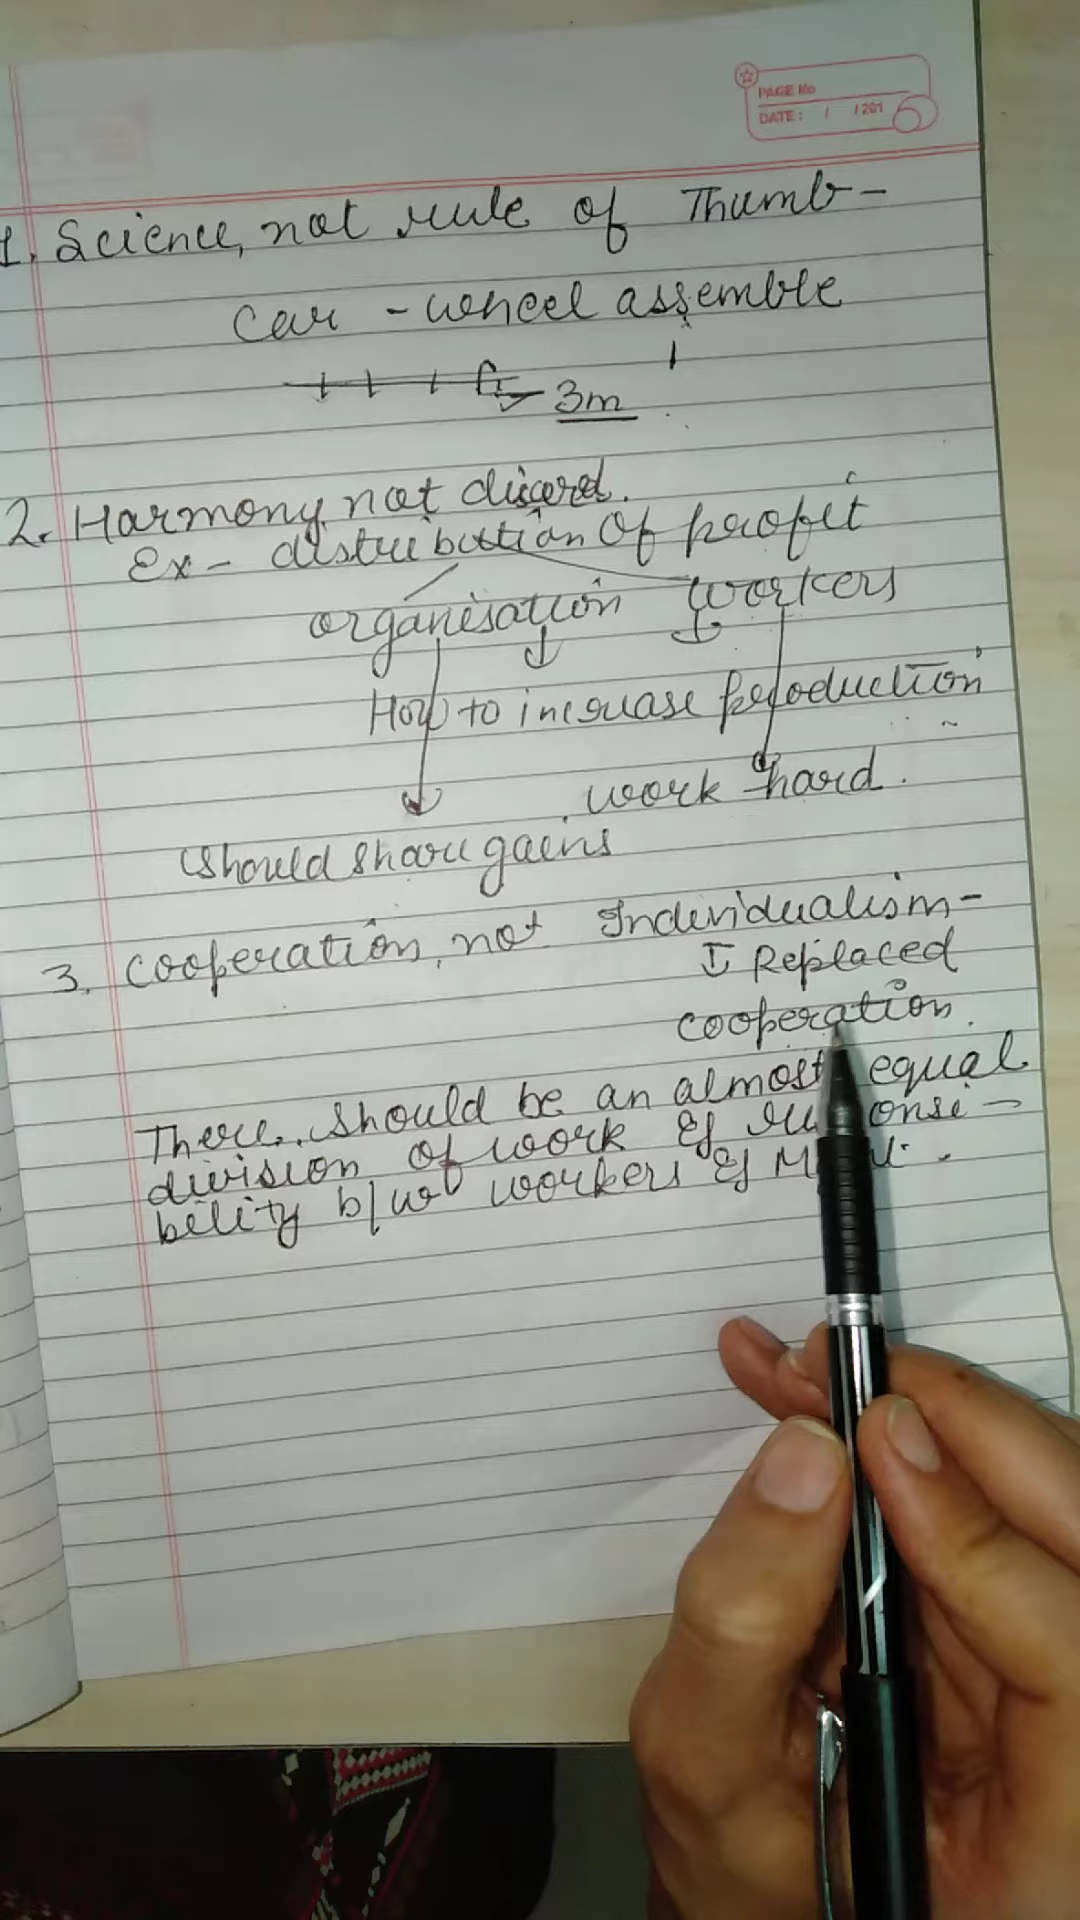 PAGE No
DATE: / /201
1. Science, not rule of Thumb-
Car - wheel assemble
3m
2. Harmony, not discord.
Ex- distribution of profit
organisation workers
How to increase production
work hard.
should share gains
3. Cooperation, not Individualism-
Replaced
cooperation.
There should be an almost equal
division of work &
bility b/w workers &